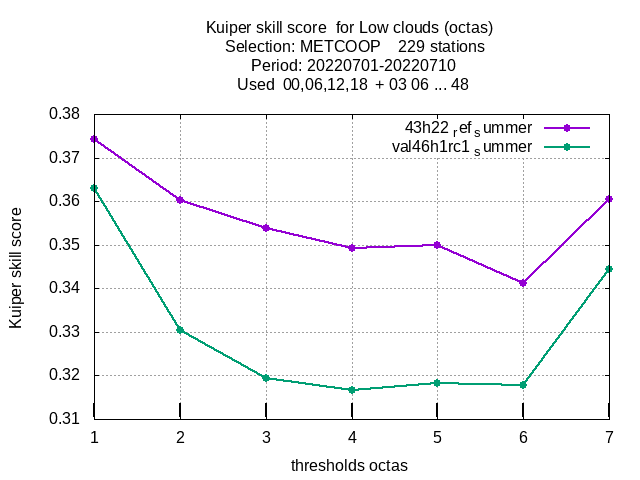 Kuiper skill score for Low clouds (octas)
Selection: METCOOP 229 stations
Period: 20220701-20220710
Used 00,06,12,18 + 03 06 ... 48
43h22 ref summer
val46h1rc1 summer
Kuiper skill score
0.38
0.37
0.36
0.35
0.34
0.33
0.32
0.31
1 2 3 4 5 6 7
thresholds octas